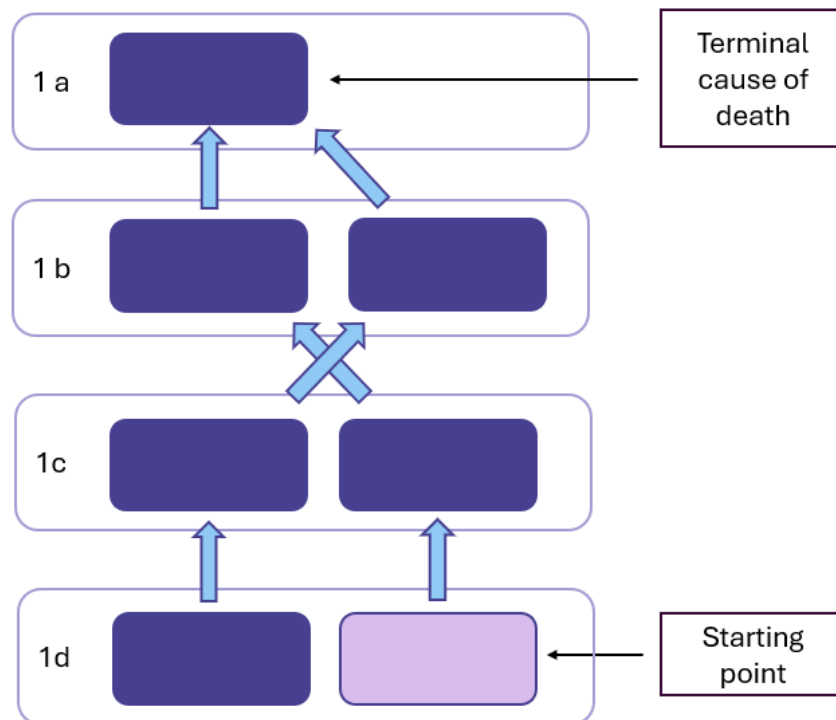 1 a
Terminal
cause of
death
1 b
1c
1d
Starting
point